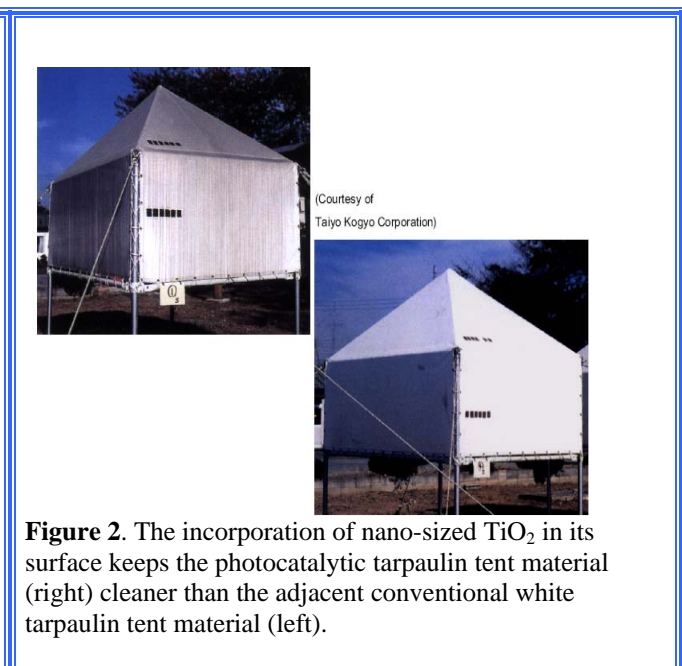 (Courtesy of
Taiyo Kogyo Corporation)
Figure 2. The incorporation of nano-sized TiO₂ in its
surface keeps the photocatalytic tarpaulin tent material
(right) cleaner than the adjacent conventional white
tarpaulin tent material (left).